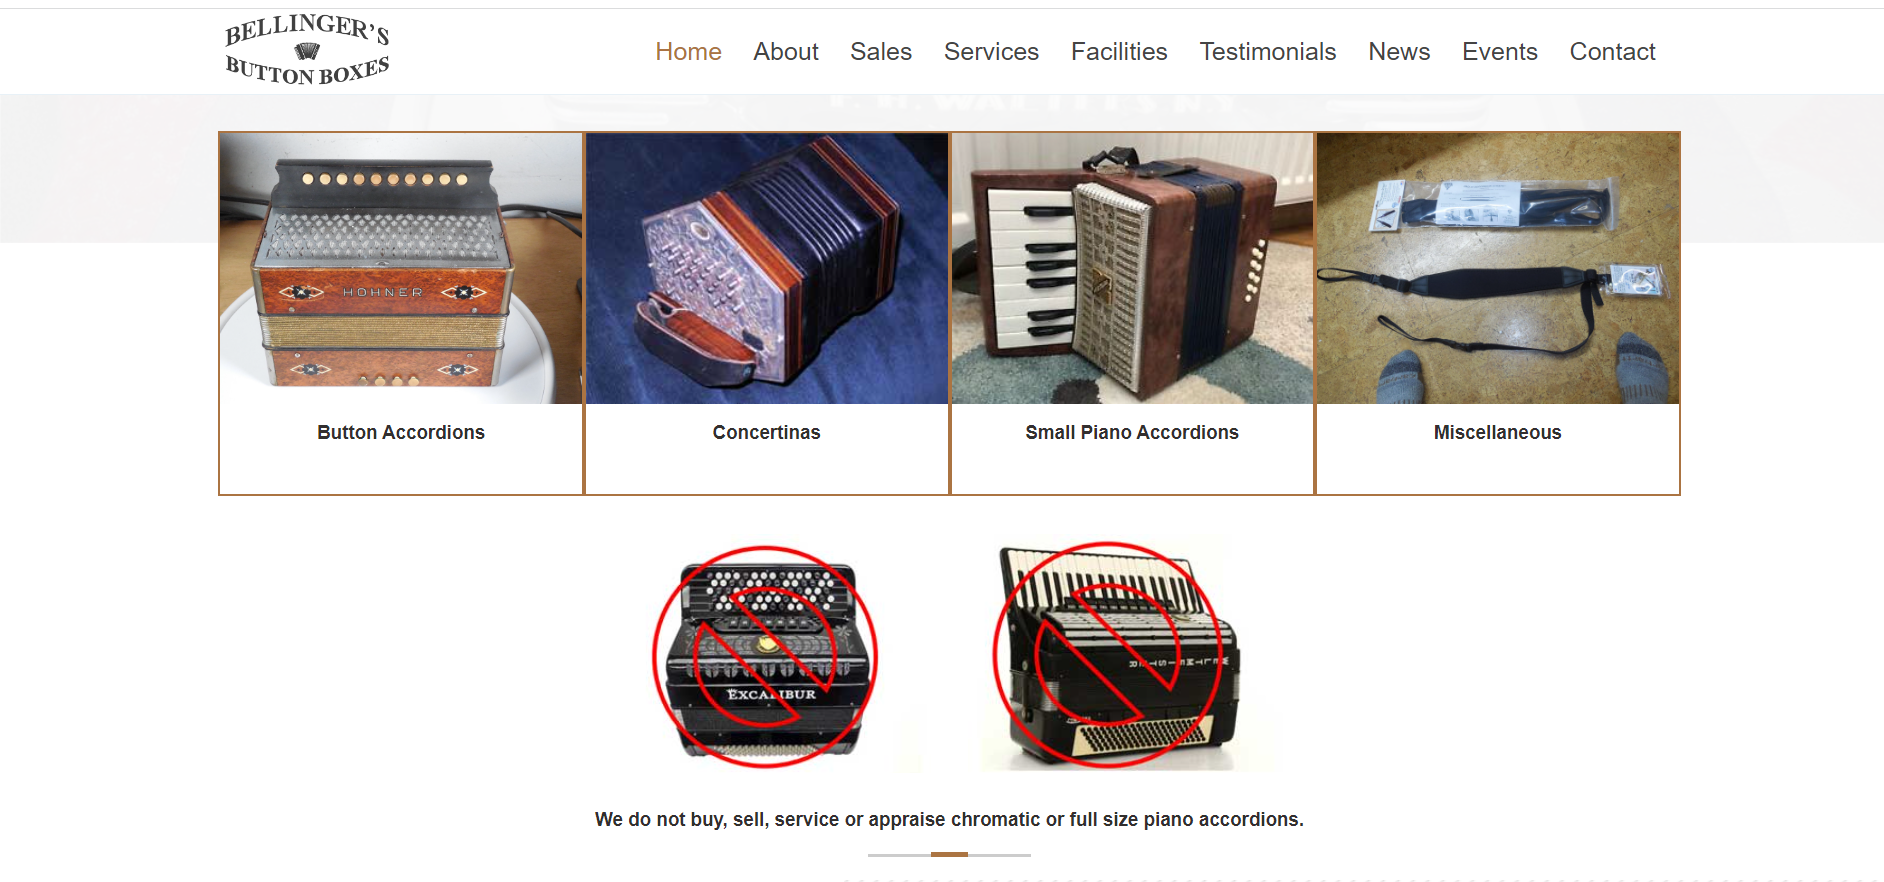 BELLINGER'S
BUTTON BOXES
Home About Sales Services Facilities Testimonials News Events Contact
HOHNER
Button Accordions
Concertinas
Small Piano Accordions
Miscellaneous
EXCALIBUR
WELTMEISTER
We do not buy, sell, service or appraise chromatic or full size piano accordions.